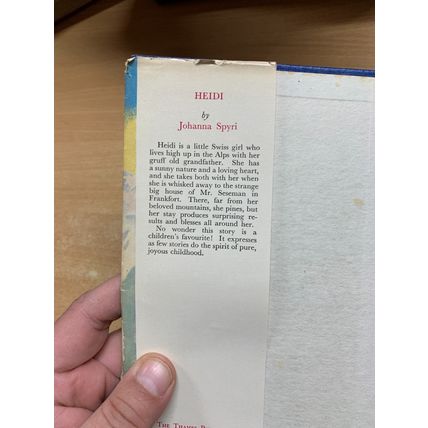 HEIDI
by
Johanna Spyri
Heidi is a little Swiss girl who
lives high up in the Alps with her
gruff old grandfather. She has
a sunny nature and a loving heart,
and she takes both with her when
she is whisked away to the strange
big house of Mr. Seseman in
Frankfort. There, far from her
beloved mountains, she pines, but
her stay produces surprising re-
sults and blesses all around her.
No wonder this story is a
children's favourite! It expresses
as few stories do the spirit of pure,
joyous childhood.
THE THAMES